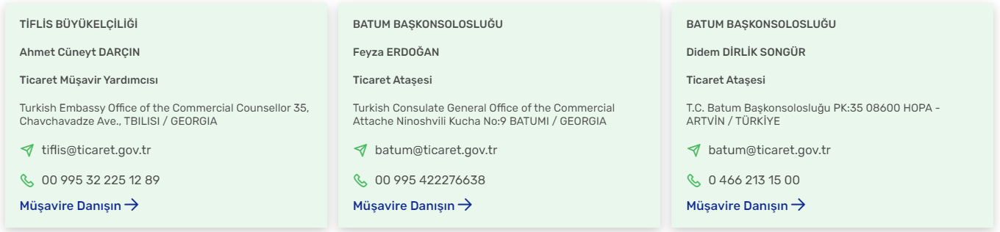 TİFLİS BÜYÜKELÇİLİĞİ
Ahmet Cüneyt DARÇIN
Ticaret Müşavir Yardımcısı
Turkish Embassy Office of the Commercial Counsellor 35,
Chavchavadze Ave., TBILISI / GEORGIA
tiflis@ticaret.gov.tr
00 995 32 225 12 89
Müşavire Danışın
BATUM BAŞKONSOLOSLUĞU
Feyza ERDOĞAN
Ticaret Ataşesi
Turkish Consulate General Office of the Commercial
Attache Ninoshvili Kucha No:9 BATUMI / GEORGIA
batum@ticaret.gov.tr
00 995 422276638
Müşavire Danışın
BATUM BAŞKONSOLOSLUĞU
Didem DİRLİK SONGÜR
Ticaret Ataşesi
T.C. Batum Başkonsolosluğu PK:35 08600 HOPA -
ARTVİN / TÜRKİYE
batum@ticaret.gov.tr
0 466 213 15 00
Müşavire Danışın